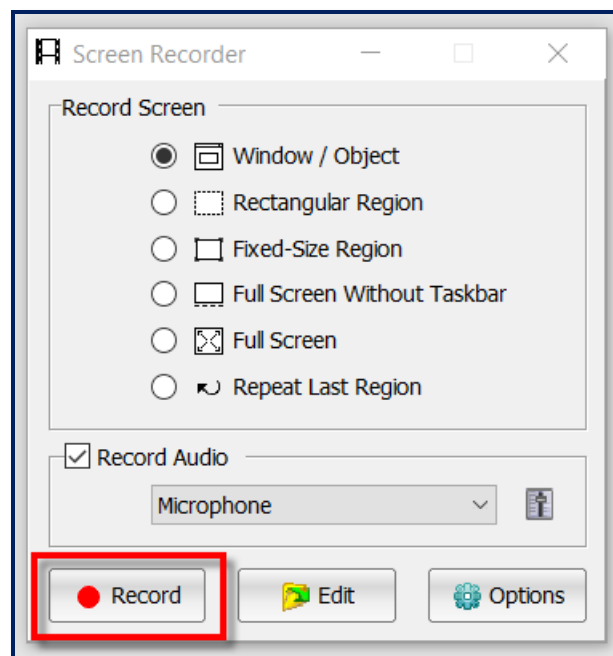 Screen Recorder
Record Screen
Window / Object
Rectangular Region
Fixed-Size Region
Full Screen Without Taskbar
Full Screen
Repeat Last Region
Record Audio
Microphone
Record Edit Options